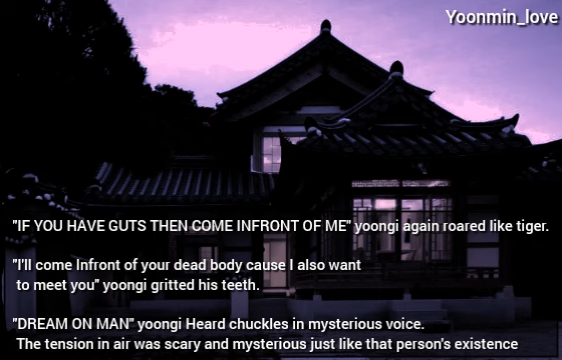 Yoonmin_love
"IF YOU HAVE GUTS THEN COME INFRONT OF ME" yoongi again roared like tiger.
"I'll come Infront of your dead body cause I also want
to meet you" yoongi gritted his teeth.
"DREAM ON MAN" yoongi Heard chuckles in mysterious voice.
The tension in air was scary and mysterious just like that person's existence